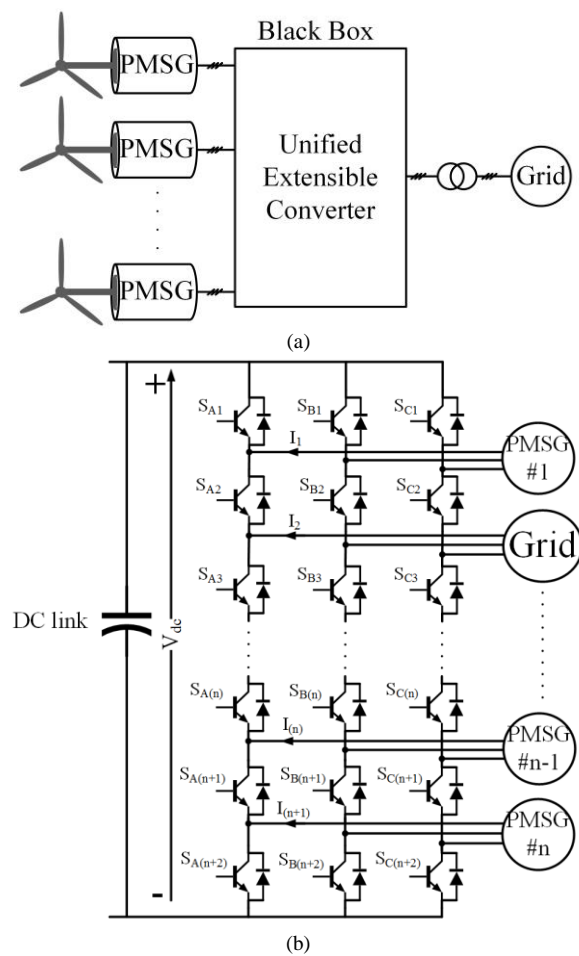 Black Box
PMSG
PMSG
PMSG
Unified
Extensible
Converter
Grid
(a)
+
S_A1
S_B1
S_C1
I_1
PMSG
#1
S_A2
S_B2
S_C2
I_2
Grid
S_A3
S_B3
S_C3
DC link
V_dc
S_A(n)
S_B(n)
S_C(n)
I_(n)
PMSG
#n-1
S_A(n+1)
S_B(n+1)
S_C(n+1)
I_(n+1)
PMSG
#n
S_A(n+2)
S_B(n+2)
S_C(n+2)
-
(b)